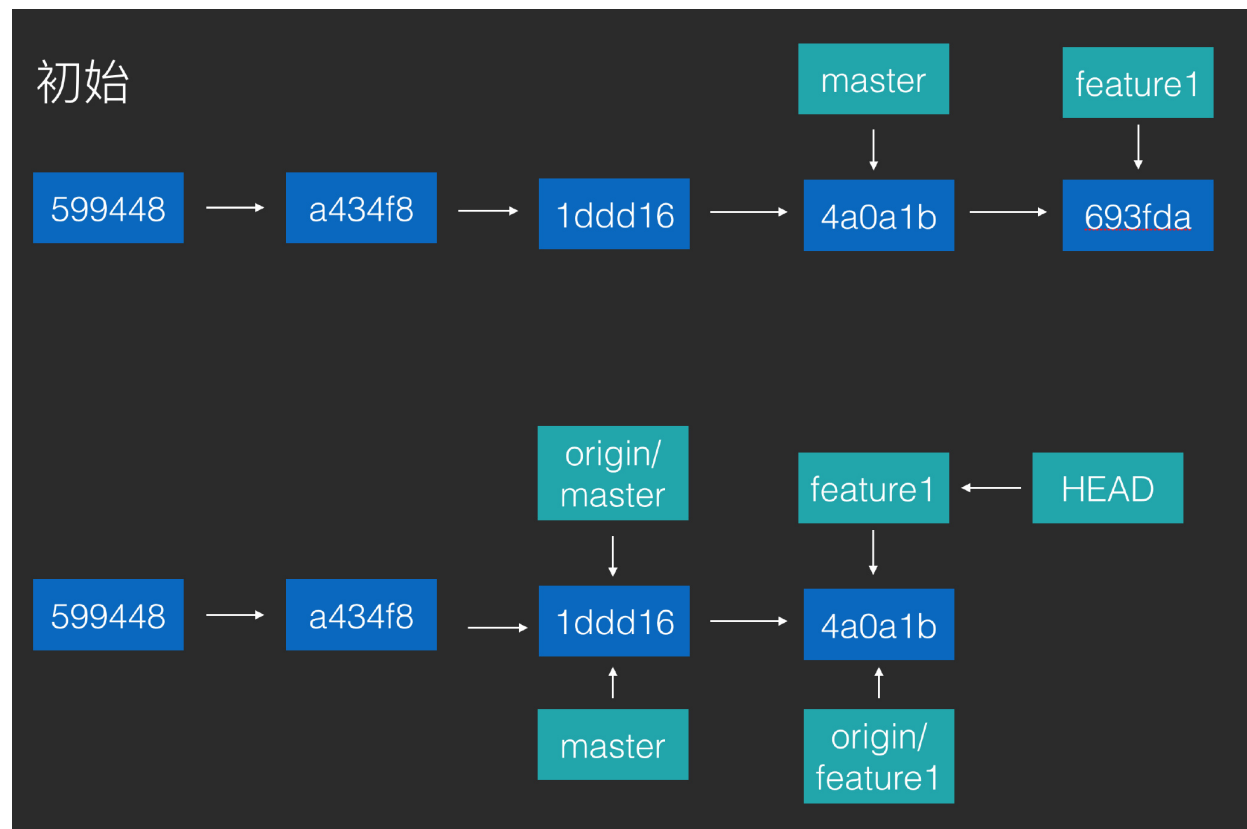 初始
master
feature1
599448
a434f8
1ddd16
4a0a1b
693fda
origin/
master
feature1
HEAD
599448
a434f8
1ddd16
4a0a1b
master
origin/
feature1